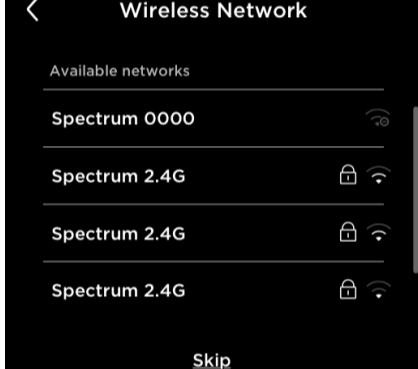 Wireless Network
Available networks
Spectrum 0000
Spectrum 2.4G
Spectrum 2.4G
Spectrum 2.4G
Skip